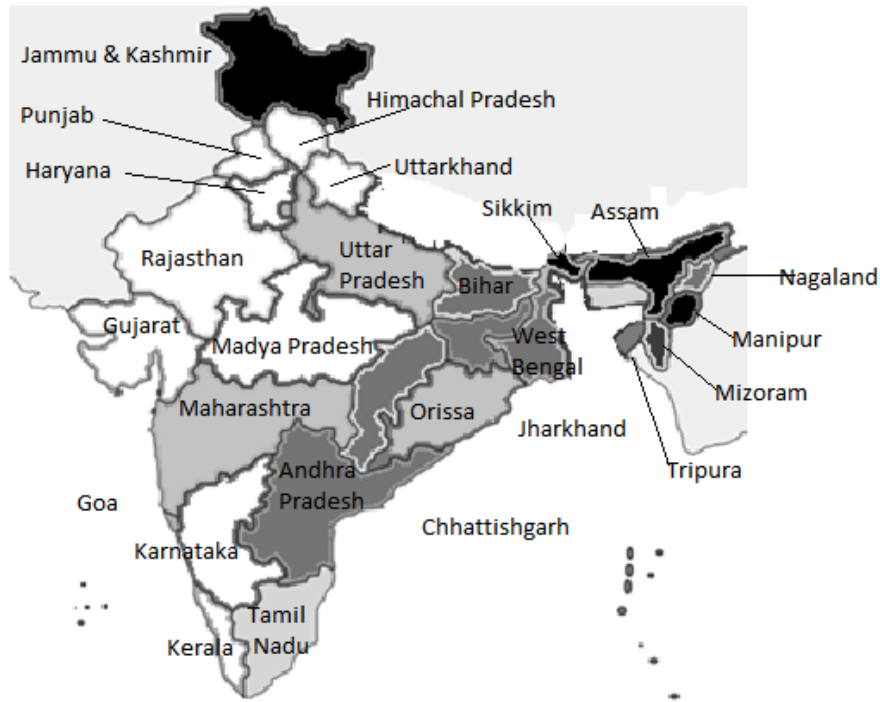 Jammu & Kashmir
Himachal Pradesh
Punjab
Haryana
Uttarkhand
Sikkim
Assam
Rajasthan
Uttar
Pradesh
Bihar
Nagaland
Gujarat
Madya Pradesh
West
Bengal
Manipur
Mizoram
Maharashtra
Orissa
Jharkhand
Tripura
Andhra
Pradesh
Goa
Chhattishgarh
Karnataka
Tamil
Nadu
Kerala